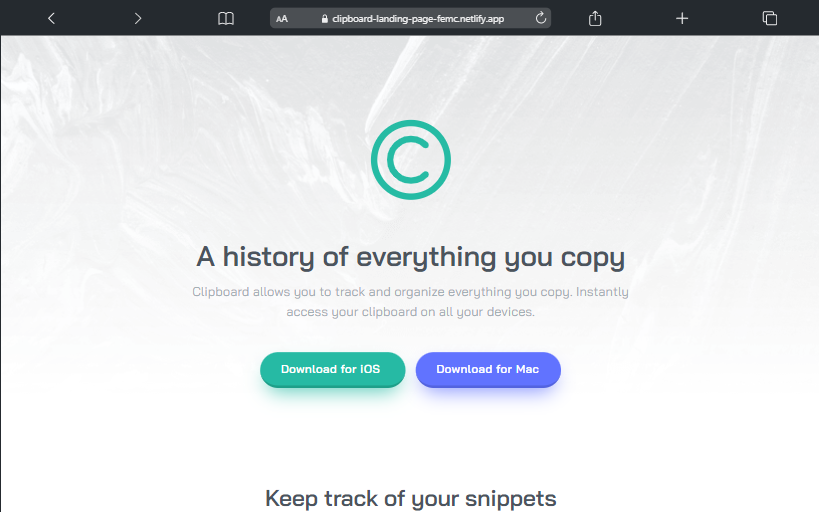 AA clipboard-landing-page-femc.netlify.app
C
A history of everything you copy
Clipboard allows you to track and organize everything you copy. Instantly
access your clipboard on all your devices.
Download for iOS Download for Mac
Keep track of your snippets